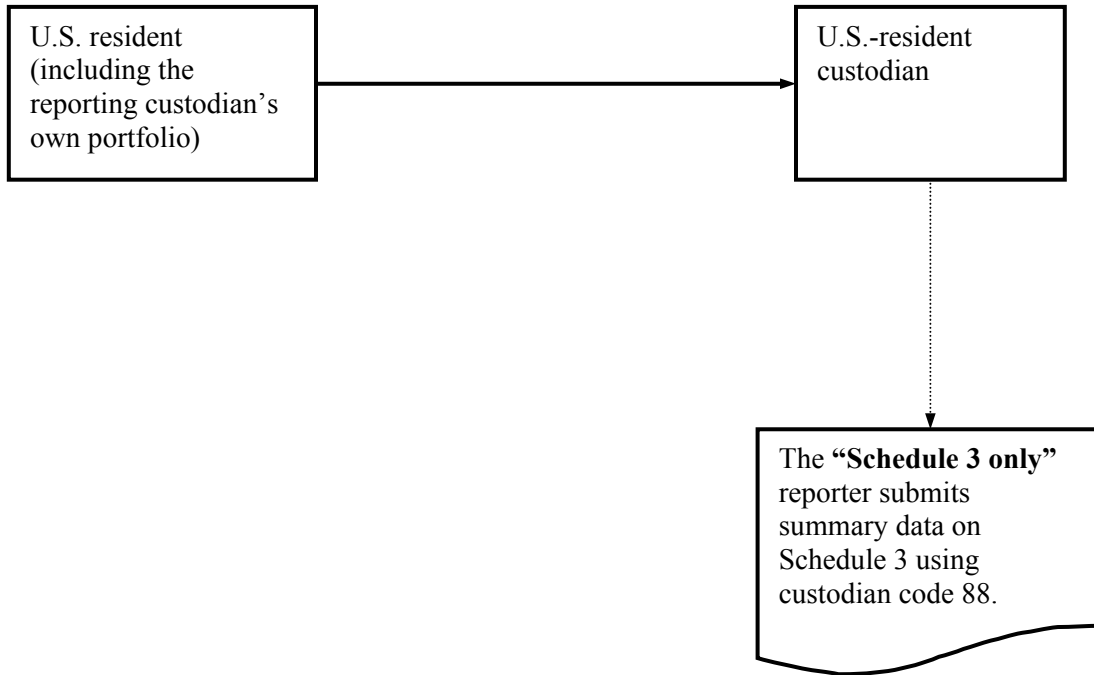 U.S. resident
(including the
reporting custodian’s
own portfolio)
U.S.-resident
custodian
The “Schedule 3 only”
reporter submits
summary data on
Schedule 3 using
custodian code 88.